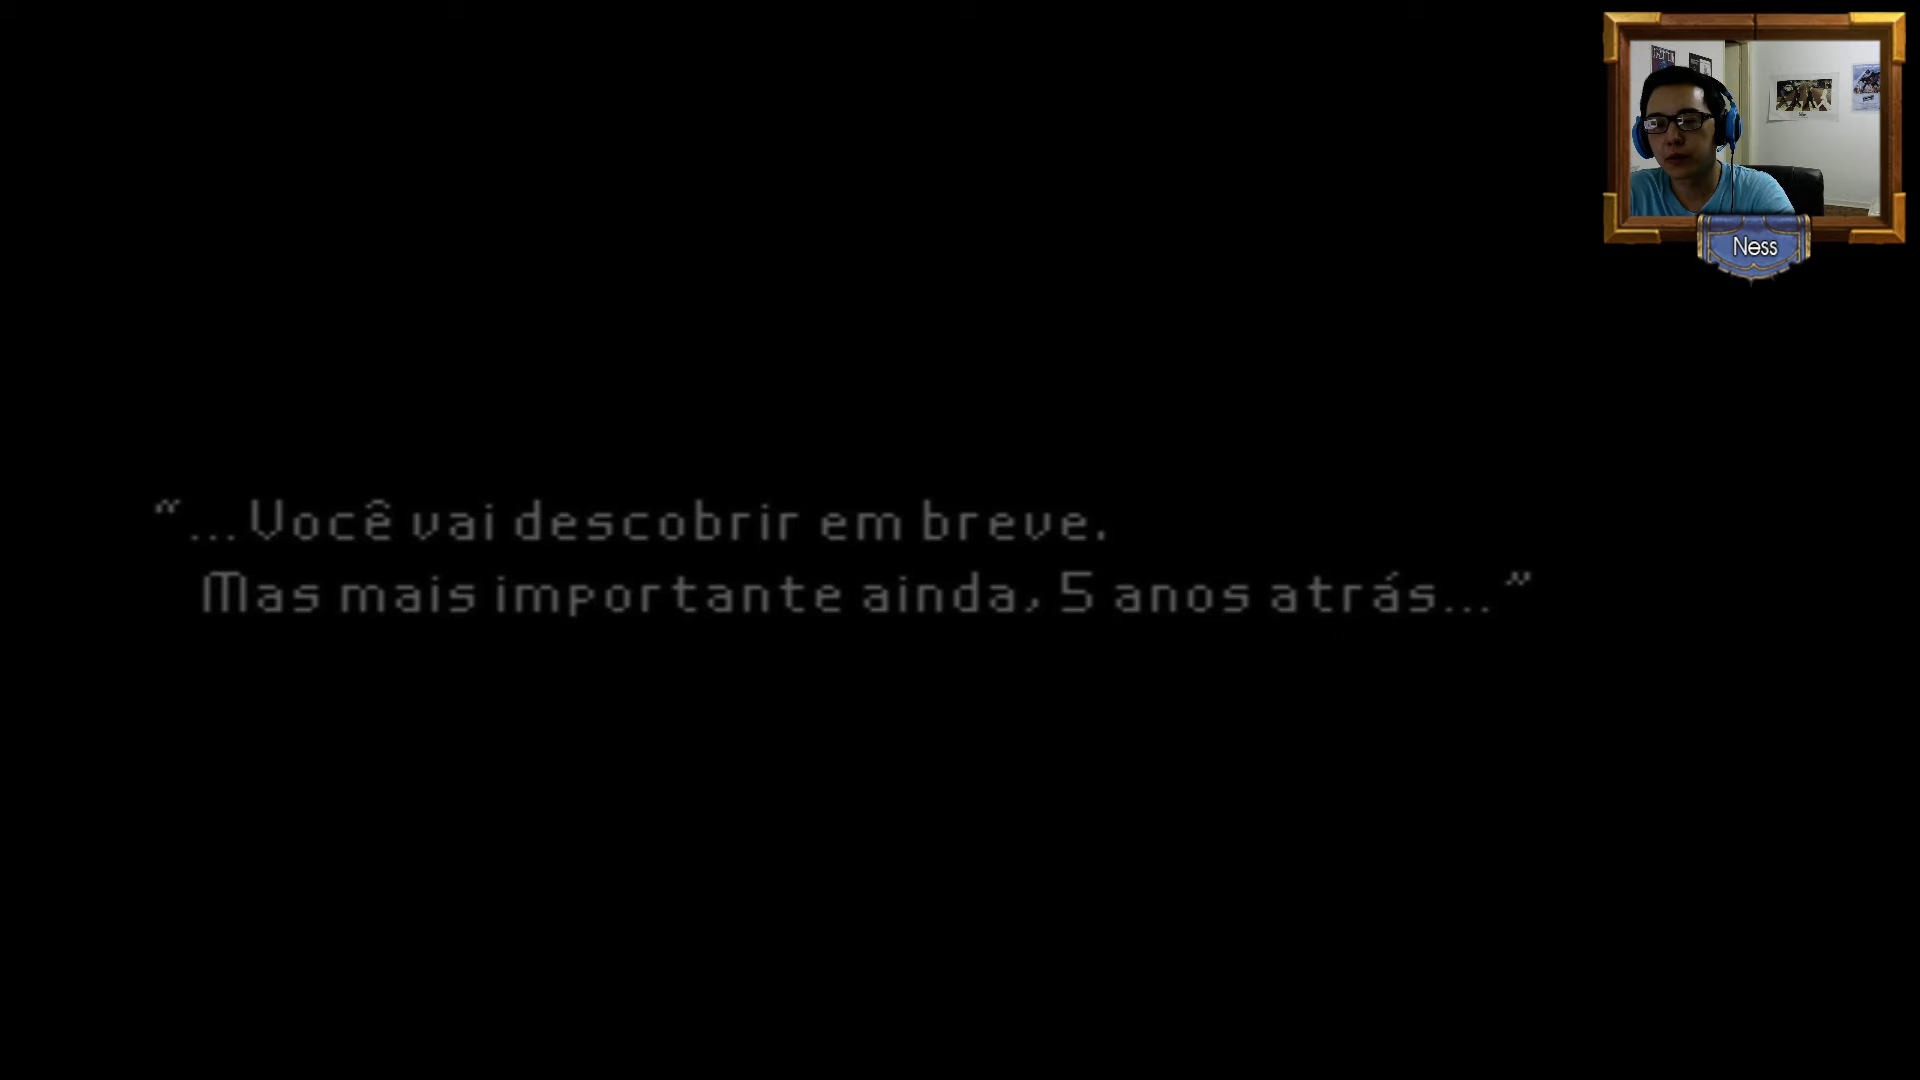 Ness
“...Você vai descobrir em breve.
Mas mais importante ainda, 5 anos atrás...”